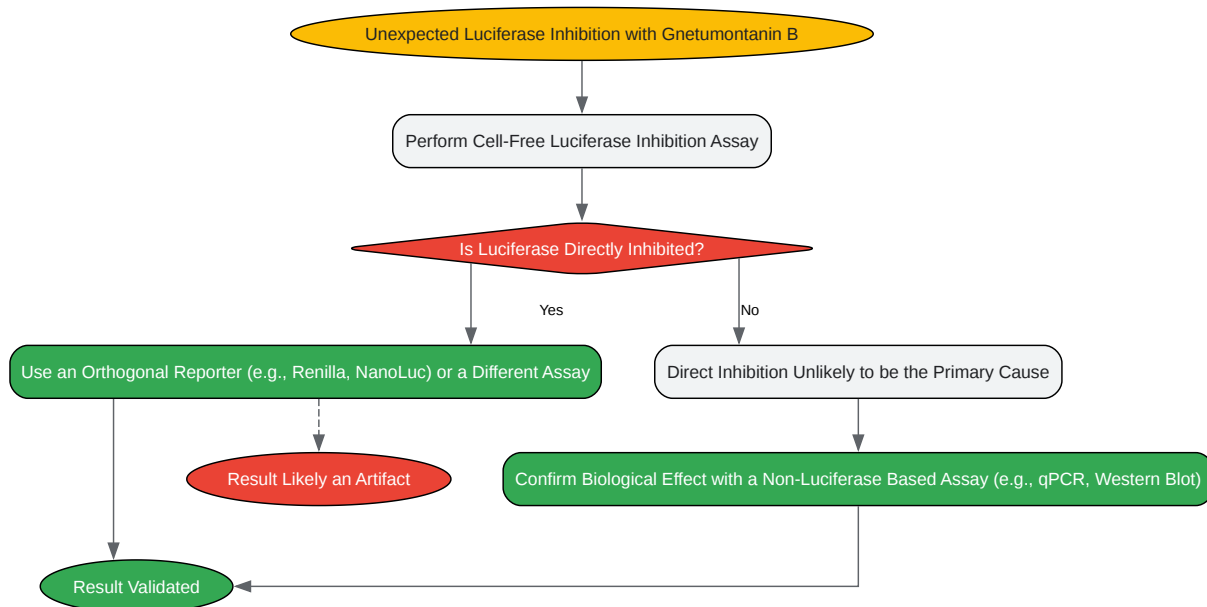 Unexpected Luciferase Inhibition with Gnetumontanin B
Perform Cell-Free Luciferase Inhibition Assay
Is Luciferase Directly Inhibited?
Yes
No
Use an Orthogonal Reporter (e.g., Renilla, NanoLuc) or a Different Assay
Direct Inhibition Unlikely to be the Primary Cause
Result Likely an Artifact
Confirm Biological Effect with a Non-Luciferase Based Assay (e.g., qPCR, Western Blot)
Result Validated